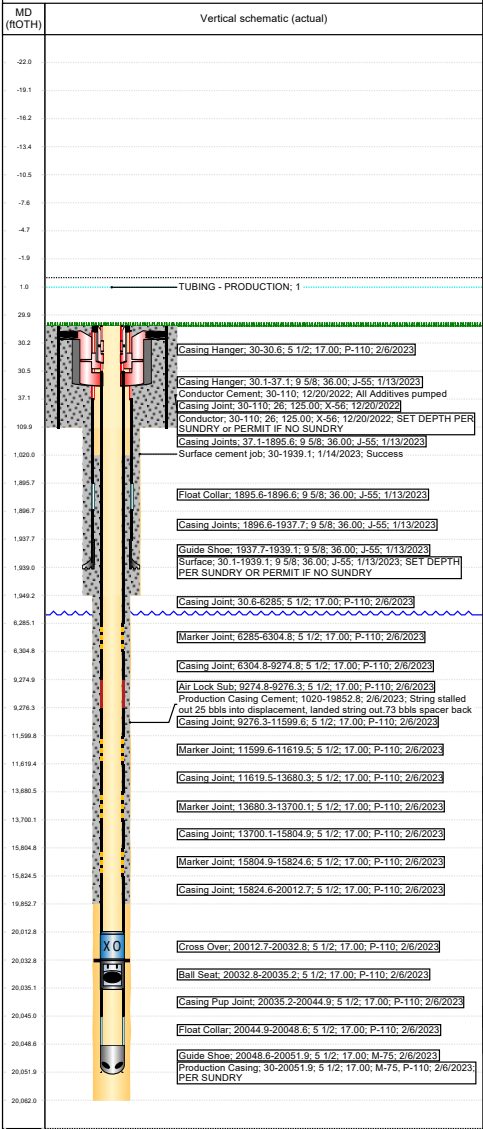 MD
(ftOTH)
Vertical schematic (actual)
-22.0
-19.1
-16.2
-13.4
-10.5
-7.6
-4.7
-1.9
1.0
TUBING - PRODUCTION; 1
29.9
30.2
Casing Hanger; 30-30.6; 5 1/2; 17.00; P-110; 2/6/2023
30.5
Casing Hanger; 30.1-37.1; 9 5/8; 36.00; J-55; 1/13/2023
Conductor Cement; 30-110; 12/20/2022; All Additives pumped
37.1
Casing Joint; 30-110; 26; 125.00; X-56; 12/20/2022
Conductor; 30-110; 26; 125.00; X-56; 12/20/2022; SET DEPTH PER
SUNDRY or PERMIT IF NO SUNDRY
109.9
Casing Joints; 37.1-1895.6; 9 5/8; 36.00; J-55; 1/13/2023
1,020.0
Surface cement job; 30-1939.1; 1/14/2023; Success
1,895.7
Float Collar; 1895.6-1896.6; 9 5/8; 36.00; J-55; 1/13/2023
1,896.7
Casing Joints; 1896.6-1937.7; 9 5/8; 36.00; J-55; 1/13/2023
1,937.7
Guide Shoe; 1937.7-1939.1; 9 5/8; 36.00; J-55; 1/13/2023
Surface; 30.1-1939.1; 9 5/8; 36.00; J-55; 1/13/2023; SET DEPTH
PER SUNDRY OR PERMIT IF NO SUNDRY
1,939.0
1,949.2
Casing Joint; 30.6-6285; 5 1/2; 17.00; P-110; 2/6/2023
6,285.1
Marker Joint; 6285-6304.8; 5 1/2; 17.00; P-110; 2/6/2023
6,304.8
Casing Joint; 6304.8-9274.8; 5 1/2; 17.00; P-110; 2/6/2023
9,274.9
Air Lock Sub; 9274.8-9276.3; 5 1/2; 17.00; P-110; 2/6/2023
Production Casing Cement; 1020-19852.8; 2/6/2023; String stalled
out 25 bbls into displacement, landed string out.73 bbls spacer back
9,276.3
Casing Joint; 9276.3-11599.6; 5 1/2; 17.00; P-110; 2/6/2023
11,599.8
Marker Joint; 11599.6-11619.5; 5 1/2; 17.00; P-110; 2/6/2023
11,619.4
Casing Joint; 11619.5-13680.3; 5 1/2; 17.00; P-110; 2/6/2023
13,680.5
Marker Joint; 13680.3-13700.1; 5 1/2; 17.00; P-110; 2/6/2023
13,700.1
Casing Joint; 13700.1-15804.9; 5 1/2; 17.00; P-110; 2/6/2023
15,804.8
Marker Joint; 15804.9-15824.6; 5 1/2; 17.00; P-110; 2/6/2023
15,824.5
Casing Joint; 15824.6-20012.7; 5 1/2; 17.00; P-110; 2/6/2023
19,852.7
20,012.8
XO
Cross Over; 20012.7-20032.8; 5 1/2; 17.00; P-110; 2/6/2023
20,032.8
Ball Seat; 20032.8-20035.2; 5 1/2; 17.00; P-110; 2/6/2023
20,035.1
Casing Pup Joint; 20035.2-20044.9; 5 1/2; 17.00; P-110; 2/6/2023
20,045.0
Float Collar; 20044.9-20048.6; 5 1/2; 17.00; P-110; 2/6/2023
20,048.6
Guide Shoe; 20048.6-20051.9; 5 1/2; 17.00; M-75; 2/6/2023
20,051.9
Production Casing; 30-20051.9; 5 1/2; 17.00; M-75, P-110; 2/6/2023;
PER SUNDRY
20,062.0